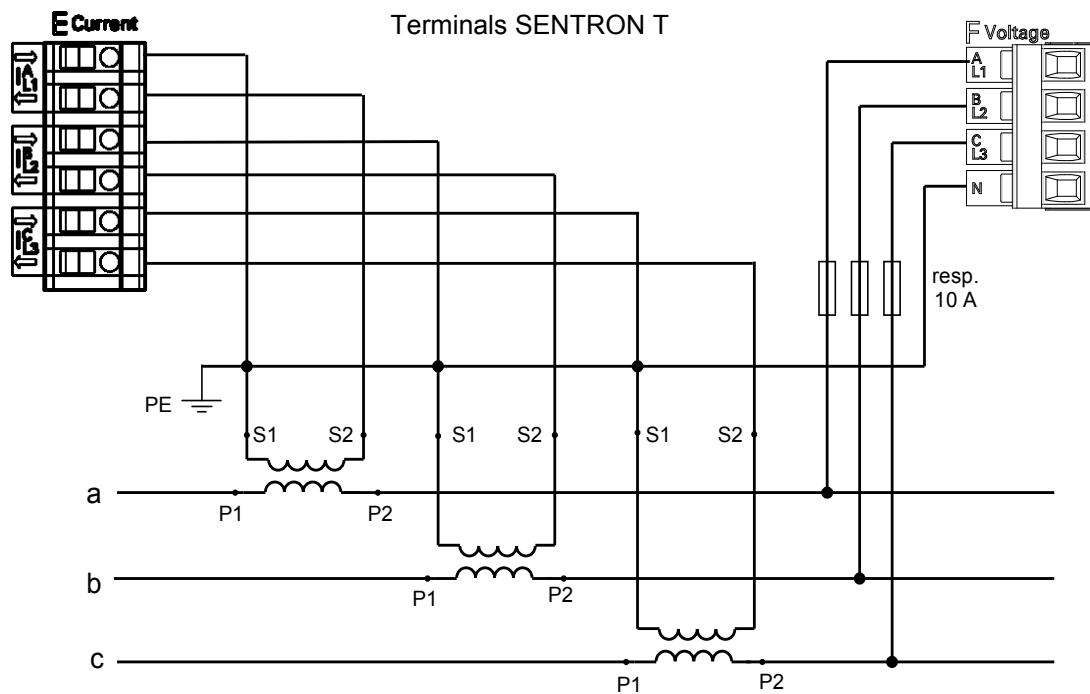 Terminals SENTRON T
E Current
F Voltage
A
L1
B
L2
C
L3
N
resp.
10 A
PE
S1
S2
S1
S2
S1
S2
a
P1
P2
b
P1
P2
c
P1
P2